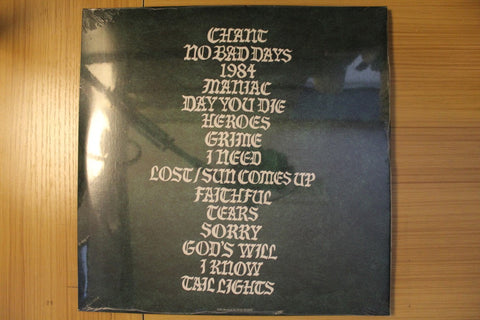 CHANT
NO BAD DAYS
1984
MANIAC
DAY YOU DIE
HEROES
GRIME
I NEED
LOST/SUN COMES UP
FAITHFUL
TEARS
SORRY
GOD'S WILL
I KNOW
TAIL LIGHTS